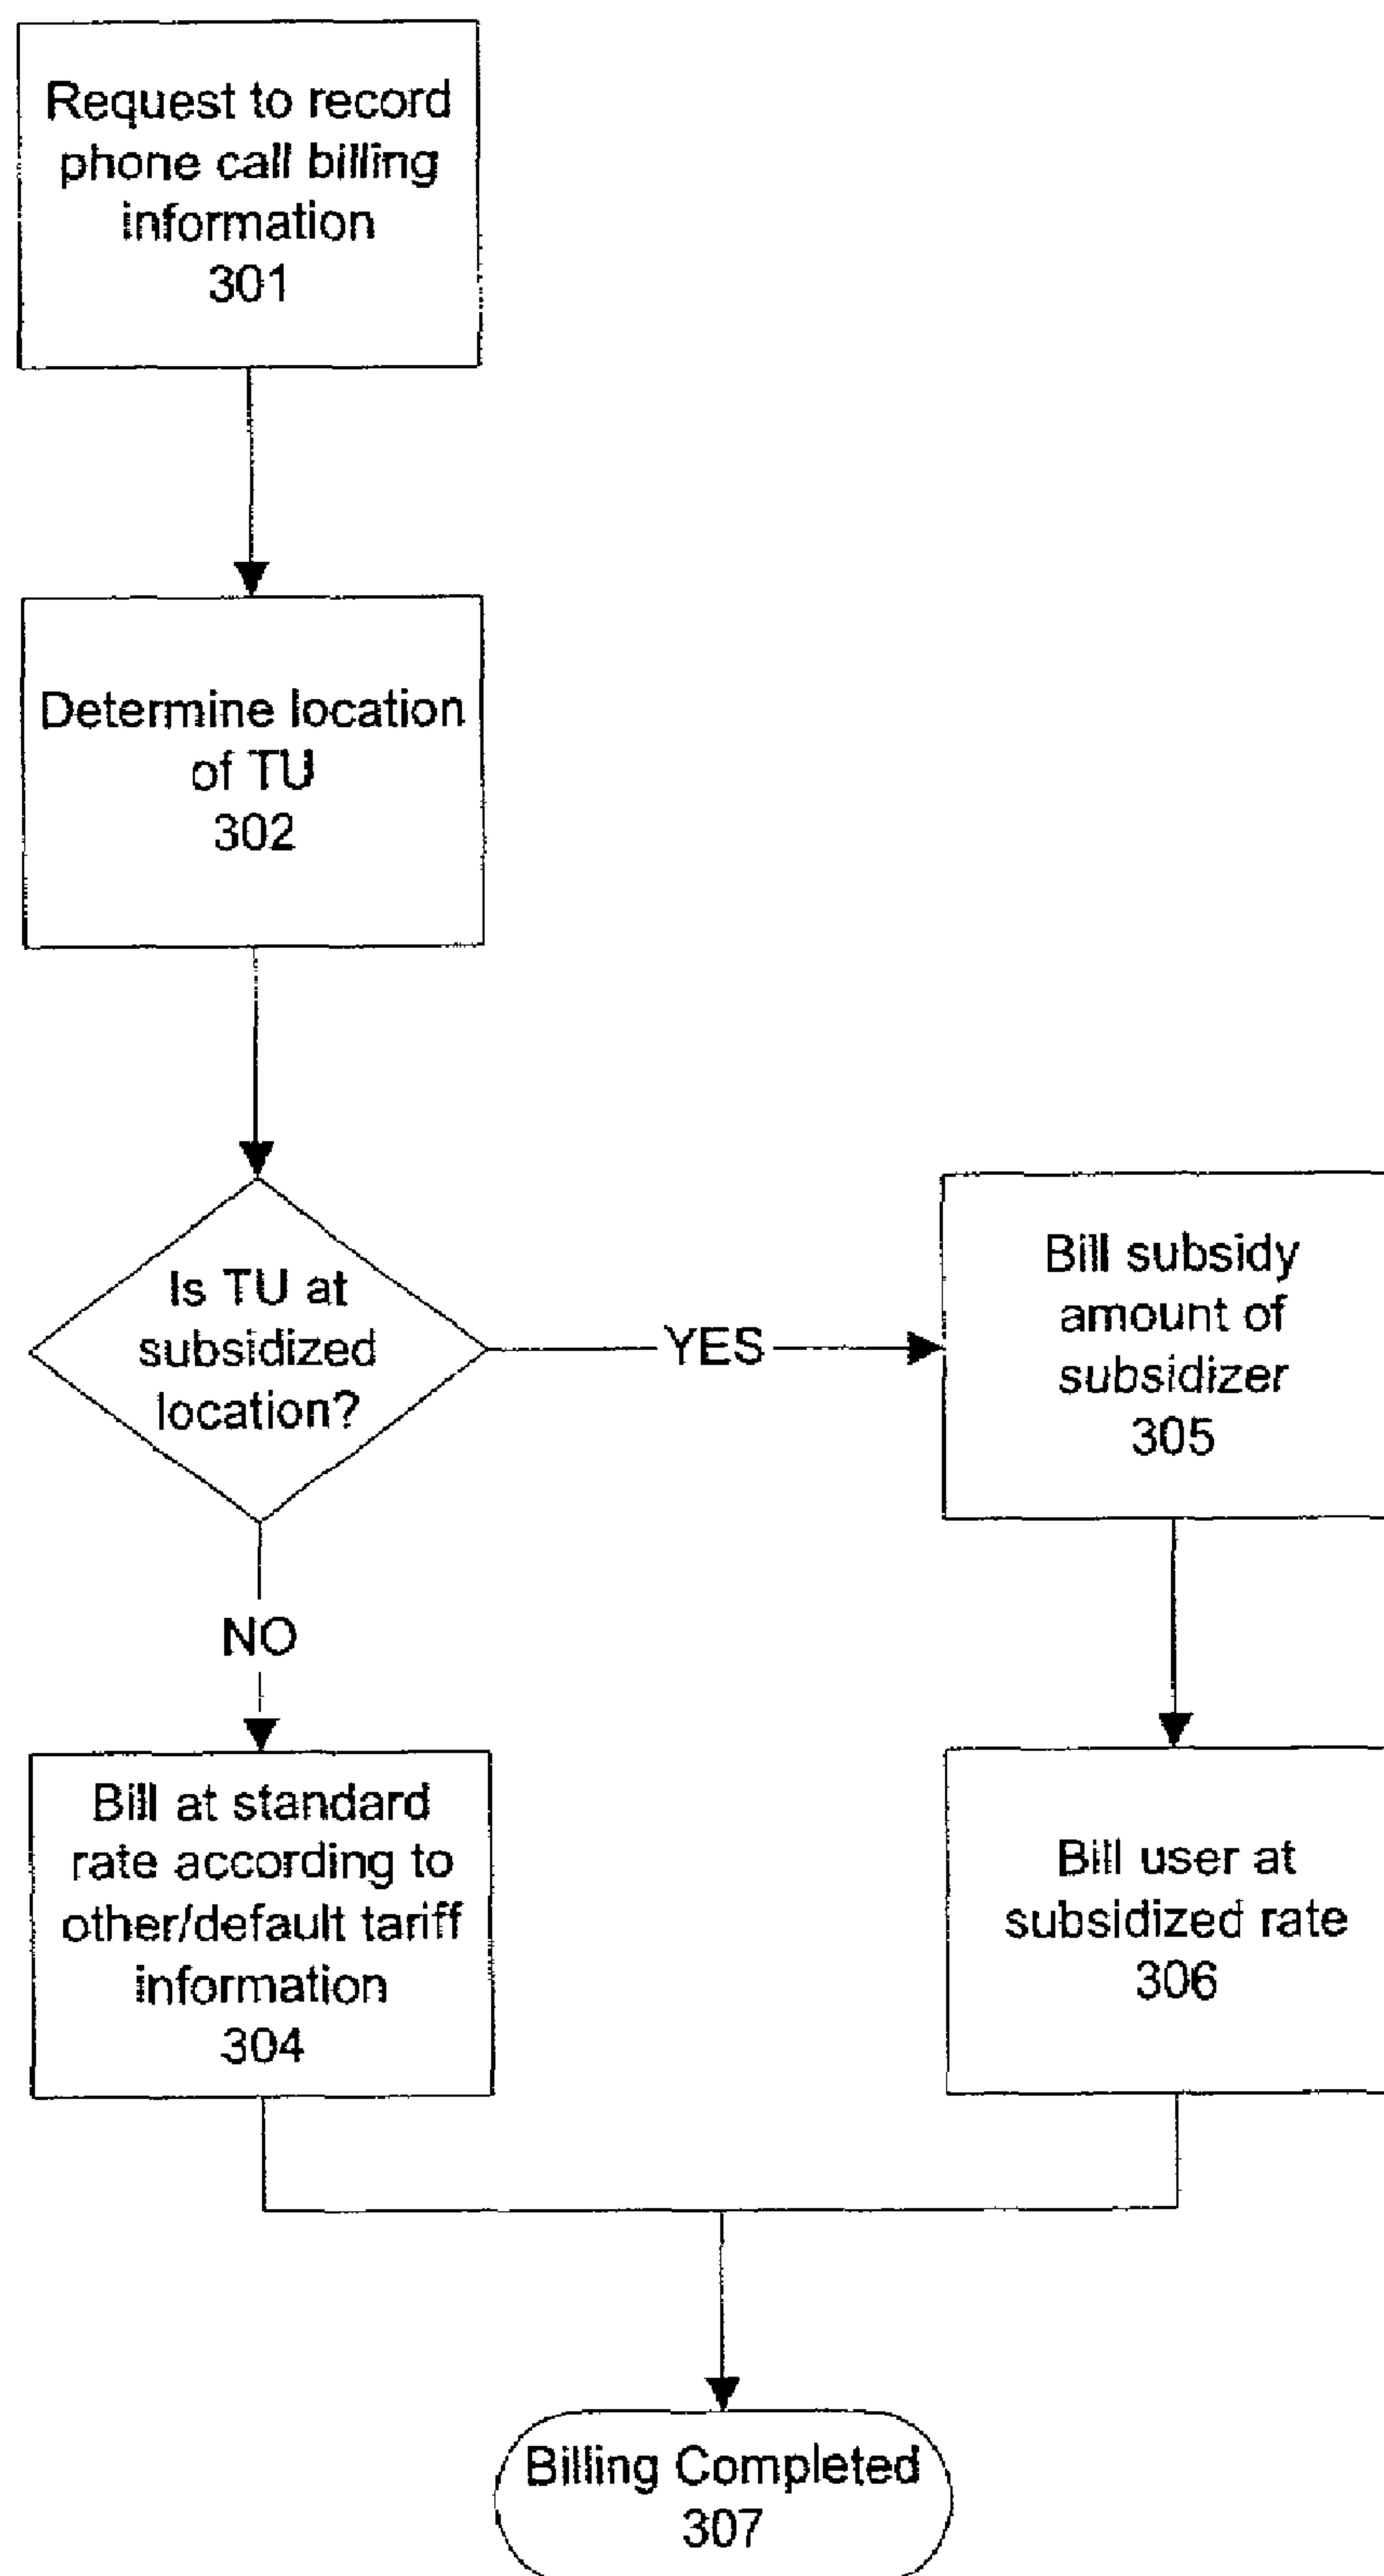 Request to record
phone call billing
information
301
Determine location
of TU
302
Is TU at
subsidized
location?
YES
Bill subsidy
amount of
subsidizer
305
NO
Bill at standard
rate according to
other/default tariff
information
304
Bill user at
subsidized rate
306
Billing Completed
307